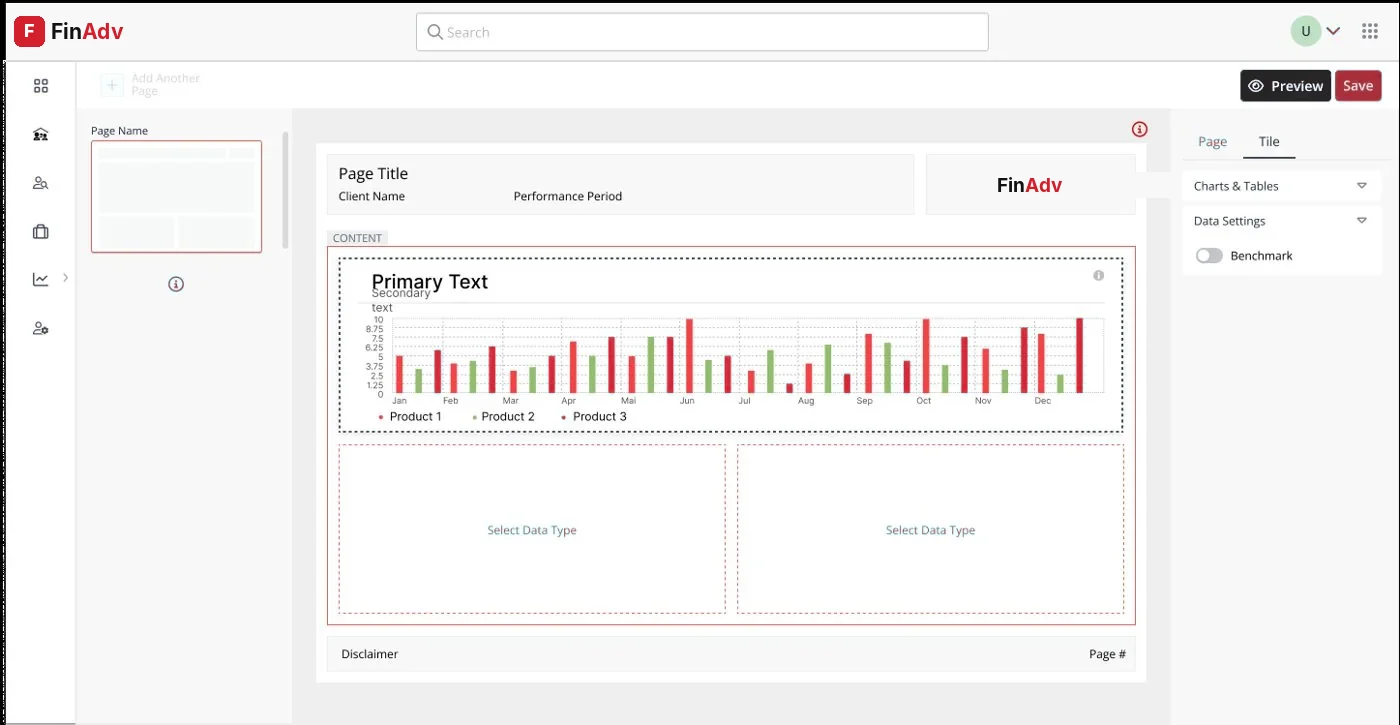 F FinAdv
Search
U
Add Another
Page
Preview
Save
Page Name
Page Title
Client Name
Performance Period
FinAdv
CONTENT
Primary Text
Secondary
text
10
8.75
7.5
6.25
5
3.75
2.5
1.25
0
Jan Feb Mar Apr Mai Jun Jul Aug Sep Oct Nov Dec
Product 1 Product 2 Product 3
Select Data Type
Select Data Type
Disclaimer
Page #
Page Tile
Charts & Tables
Data Settings
Benchmark